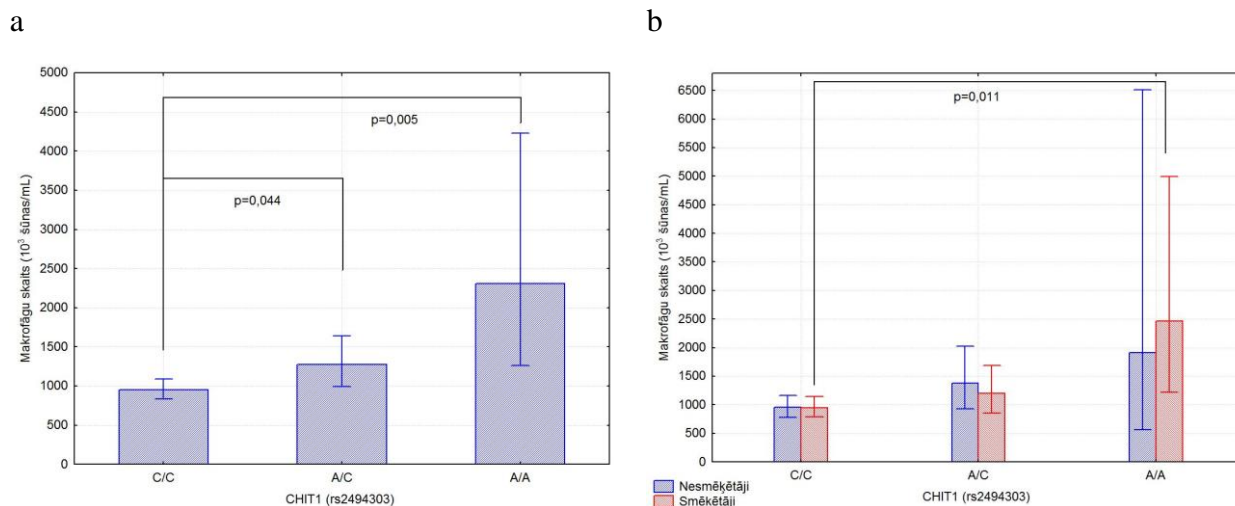 a
b
5000
4500
4000
3500
3000
2500
2000
1500
1000
500
0
Makrofāgu skaits (10³ šūnas/mL)
p=0,005
p=0,044
C/C
A/C
A/A
CHIT1 (rs2494303)
6500
6000
5500
5000
4500
4000
3500
3000
2500
2000
1500
1000
500
0
Makrofāgu skaits (10³ šūnas/mL)
p=0,011
C/C
A/C
A/A
CHIT1 (rs2494303)
Nesmēķētāji
Smēķētāji